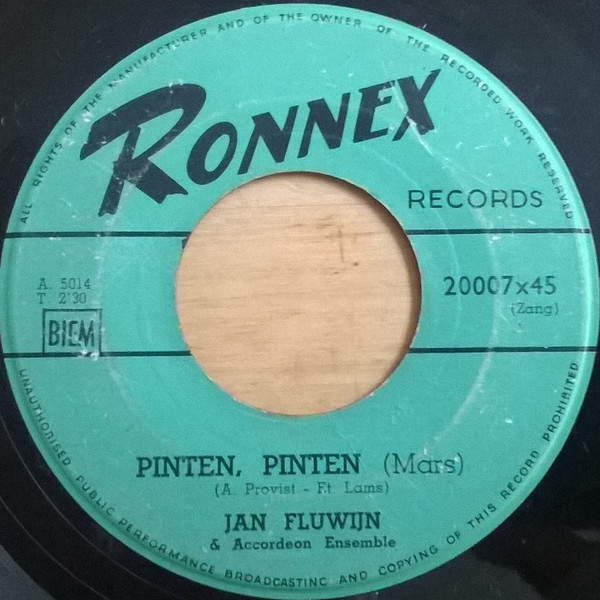 ALL RIGHTS OF THE MANUFACTURER AND OF THE OWNER OF THE RECORDED WORK RESERVED
RONNEX
RECORDS
A. 5014
T. 2'30
BIEM
20007x45
(Zang)
PINTEN, PINTEN (Mars)
(A. Provist - Ft. Lams)
JAN FLUWIJN
& Accordeon Ensemble
UNAUTHORISED PUBLIC PERFORMANCE BROADCASTING AND COPYING OF THIS RECORD PROHIBITED